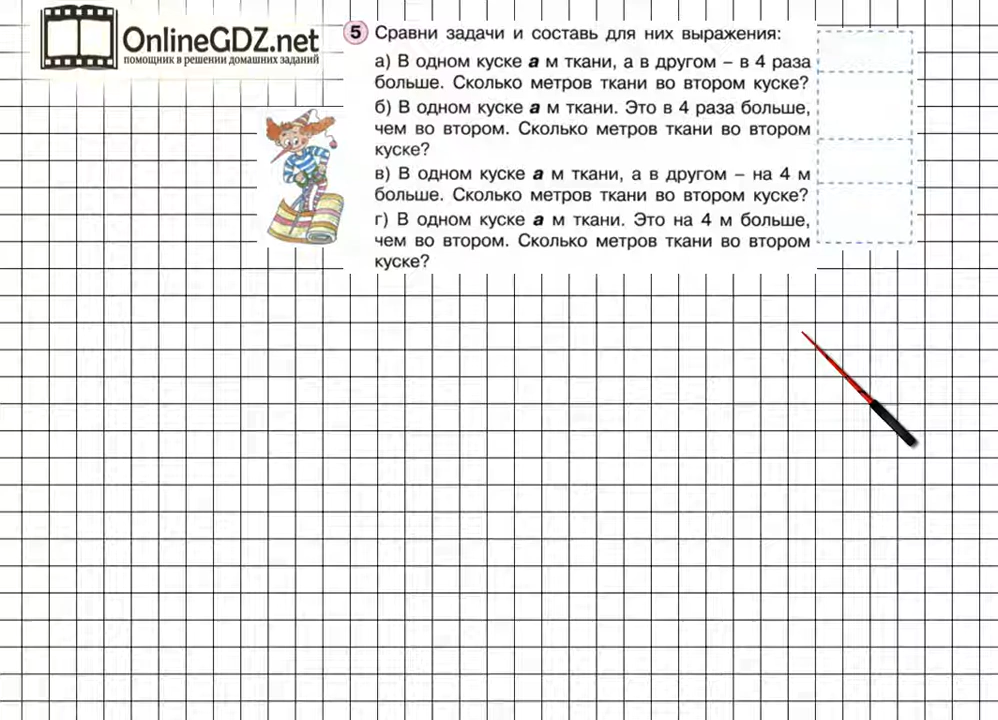 OnlineGDZ.net
помощник в решении домашних заданий
5 Сравни задачи и составь для них выражения:
а) В одном куске а м ткани, а в другом – в 4 раза
больше. Сколько метров ткани во втором куске?
б) В одном куске а м ткани. Это в 4 раза больше,
чем во втором. Сколько метров ткани во втором
куске?
в) В одном куске а м ткани, а в другом – на 4 м
больше. Сколько метров ткани во втором куске?
г) В одном куске а м ткани. Это на 4 м больше,
чем во втором. Сколько метров ткани во втором
куске?